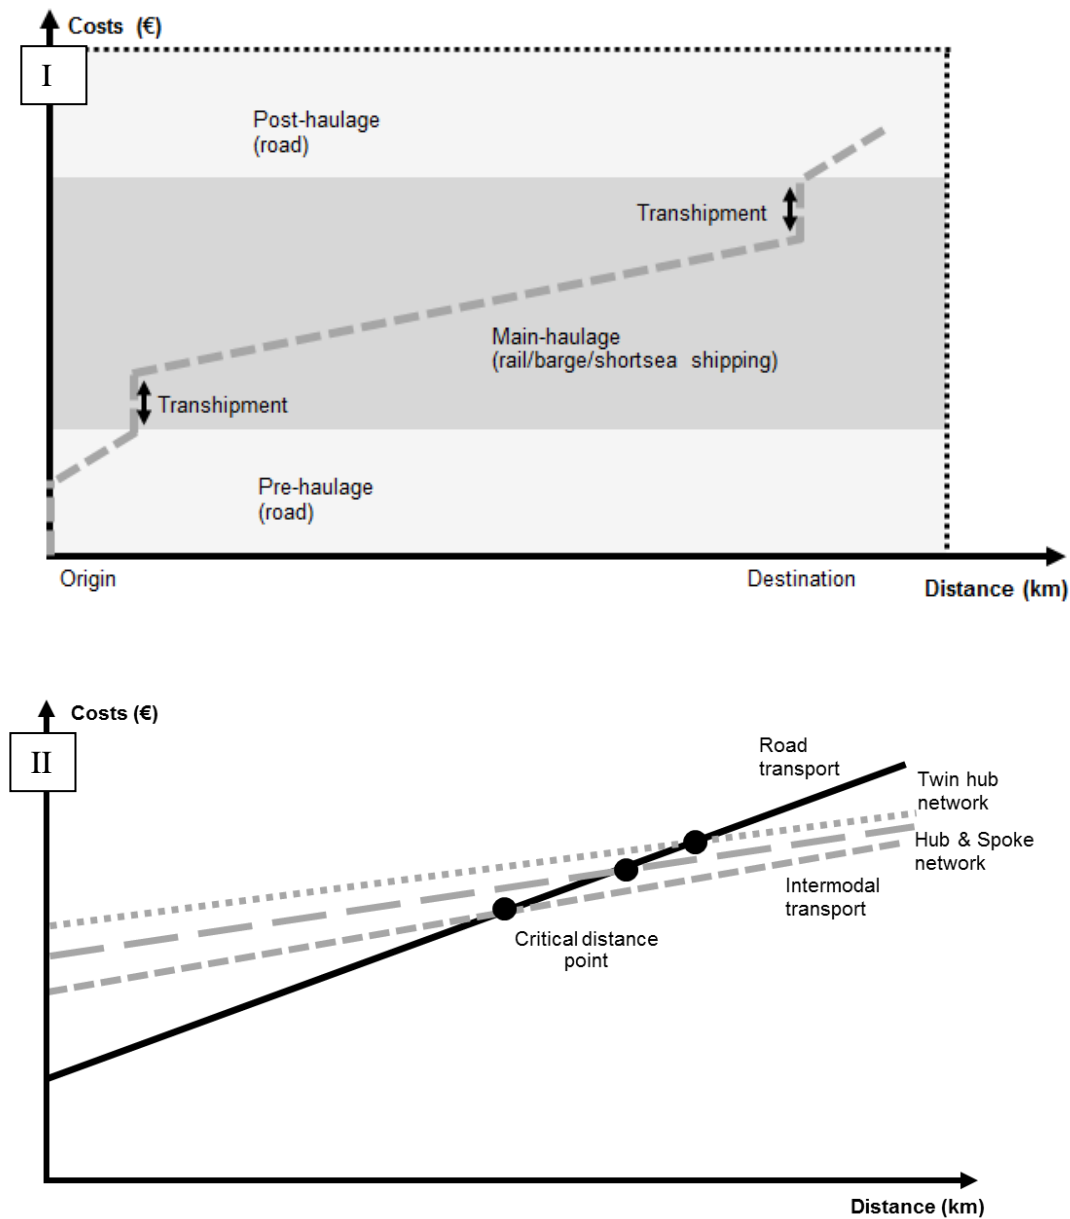 Costs (€)
I
Post-haulage
(road)
Transhipment
Main-haulage
(rail/barge/shortsea shipping)
Transhipment
Pre-haulage
(road)
Origin
Destination
Distance (km)
Costs (€)
II
Road
transport
Twin hub
network
Hub & Spoke
network
Intermodal
transport
Critical distance
point
Distance (km)